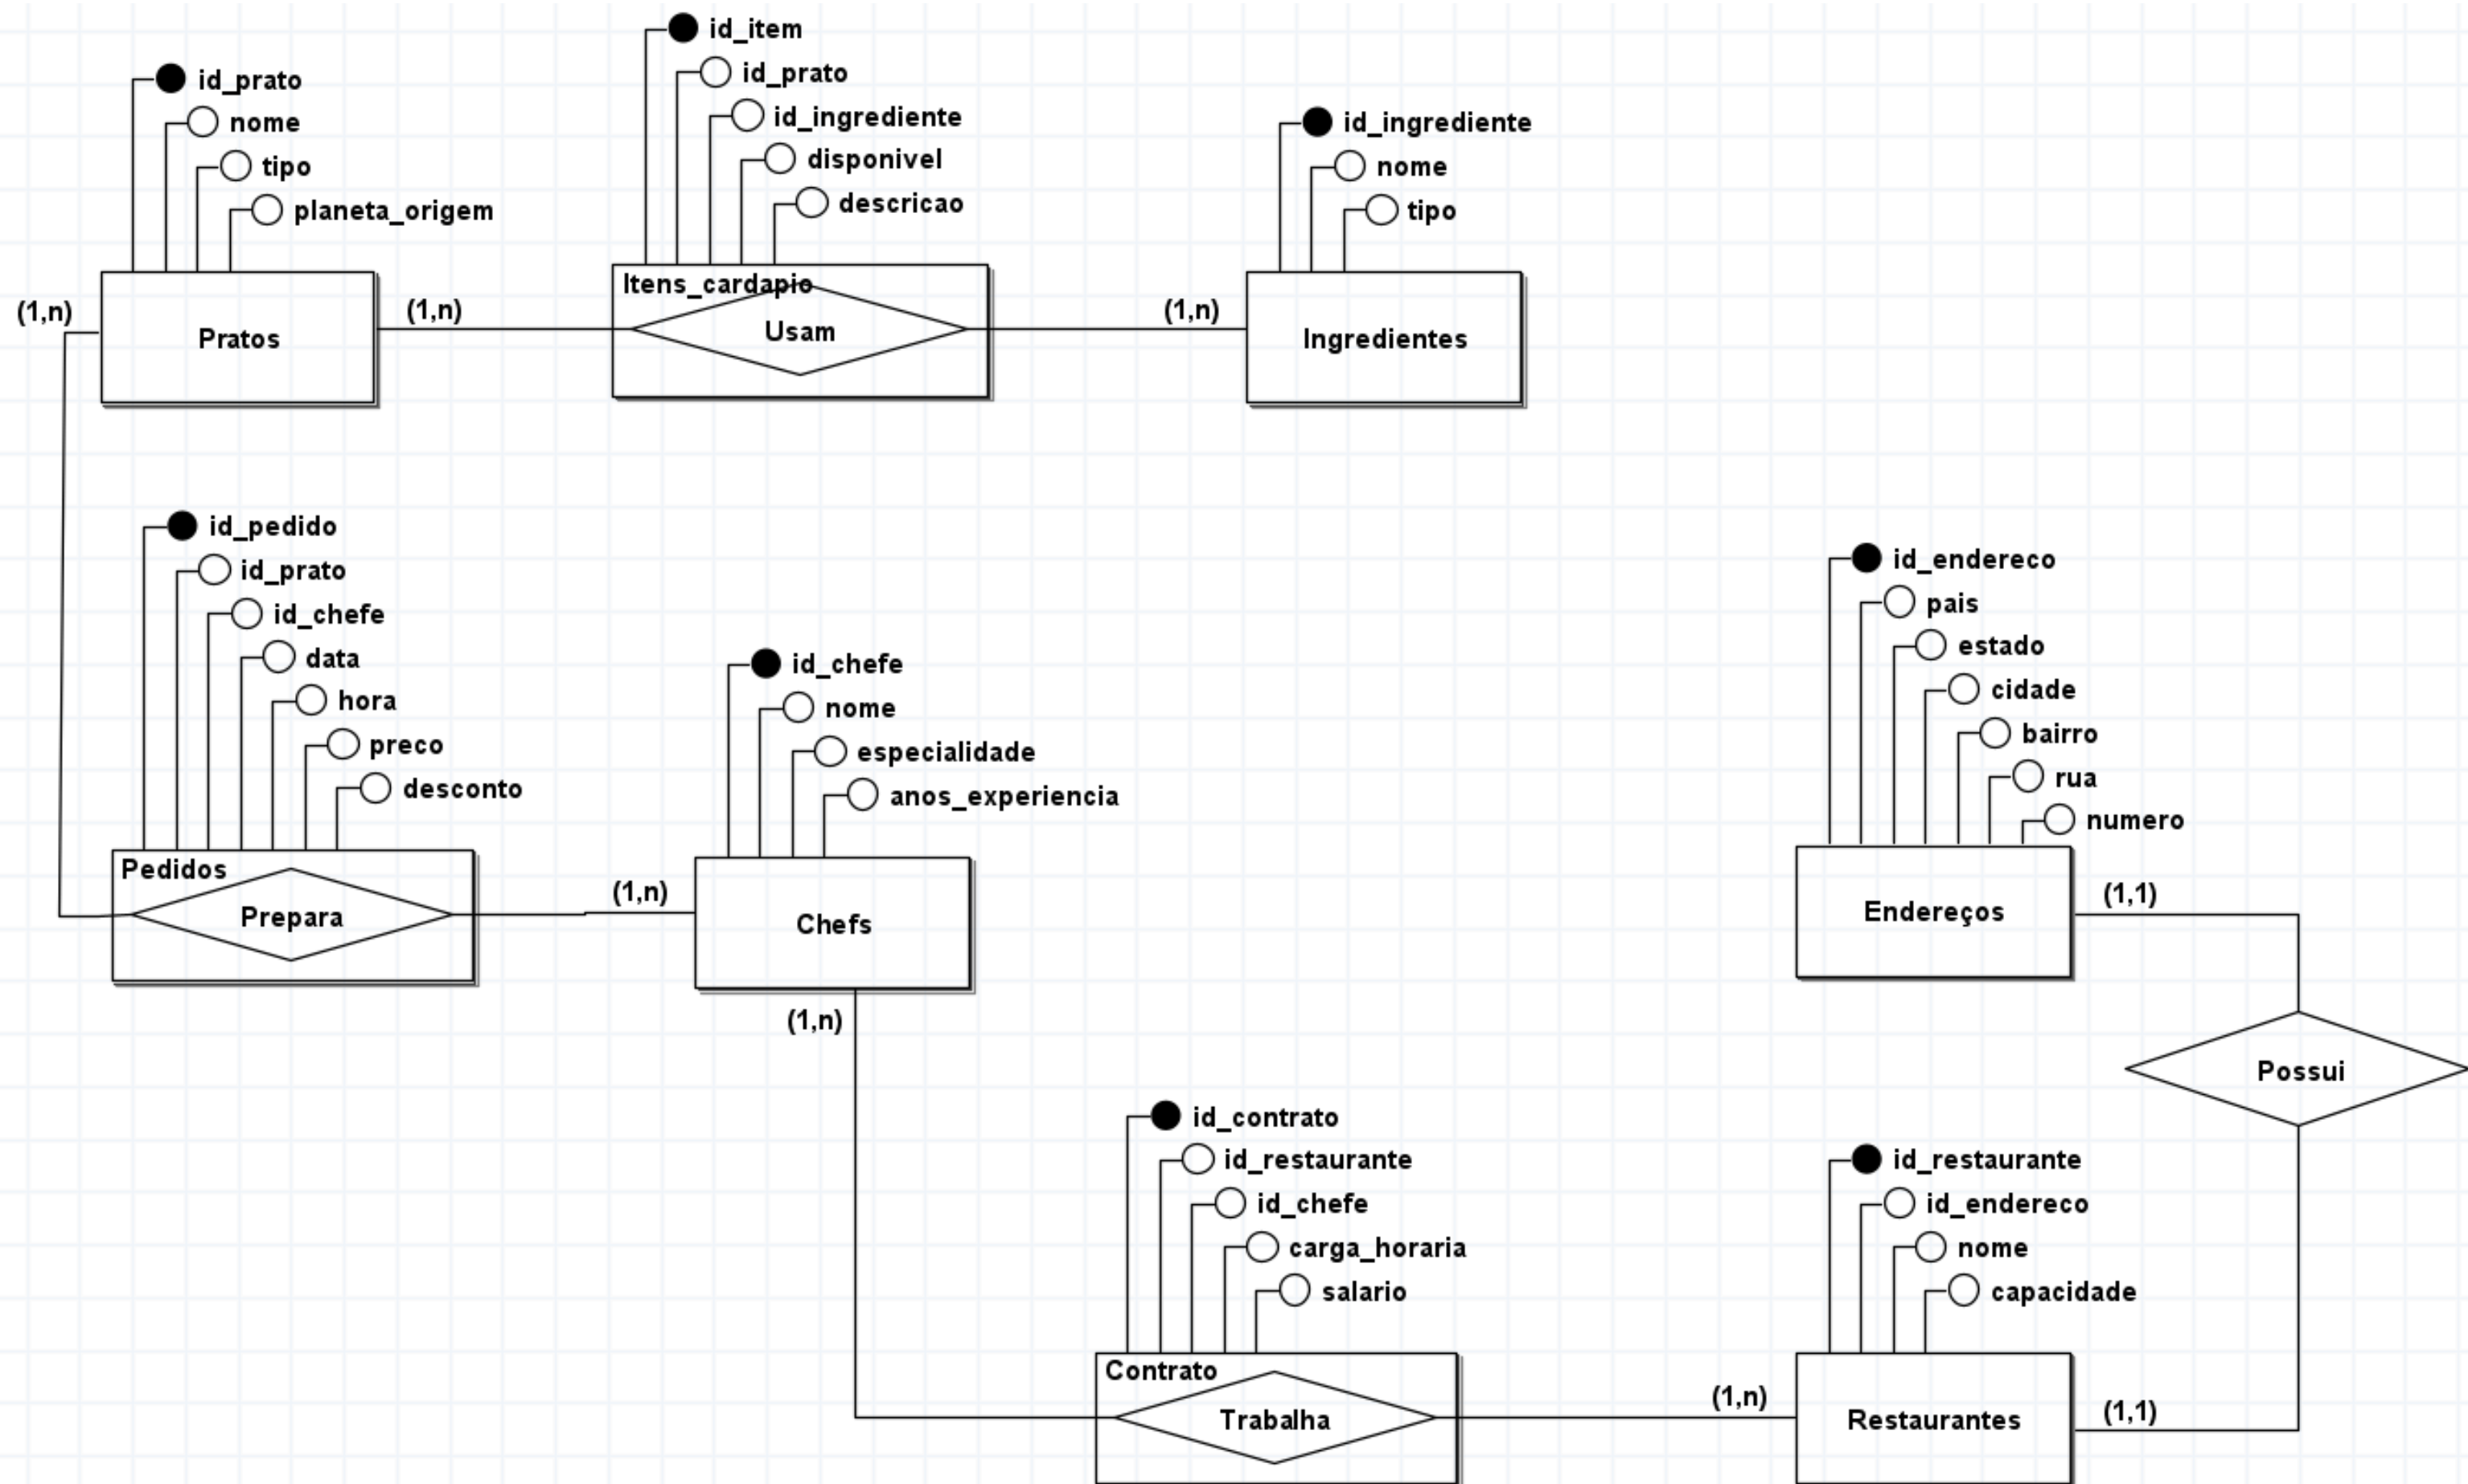 id_item
id_prato
id_prato
nome
id_ingrediente
id_ingrediente
tipo
disponivel
nome
planeta_origem
descricao
tipo
Itens_cardapio
(1,n)
(1,n)
(1,n)
Pratos
Usam
Ingredientes
id_pedido
id_prato
id_chefe
data
hora
preco
desconto
Pedidos
Prepara
(1,n)
id_chefe
nome
especialidade
anos_experiencia
Chefs
(1,n)
id_endereco
pais
estado
cidade
bairro
rua
numero
Endereços
(1,1)
Possui
id_contrato
id_restaurante
id_chefe
carga_horaria
salario
Contrato
Trabalha
(1,n)
id_restaurante
id_endereco
nome
capacidade
Restaurantes
(1,1)